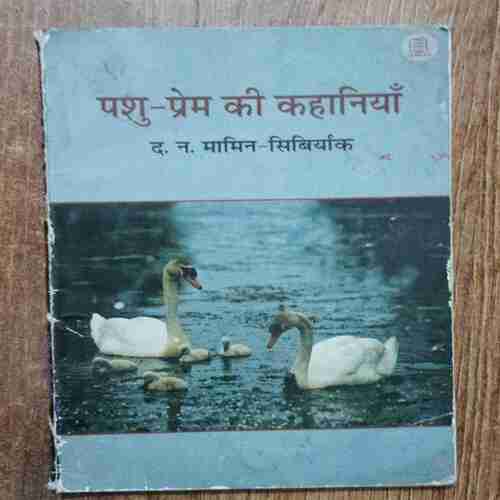 पशु-प्रेम की कहानियाँ
द. न. मामिन-सिबिर्याक